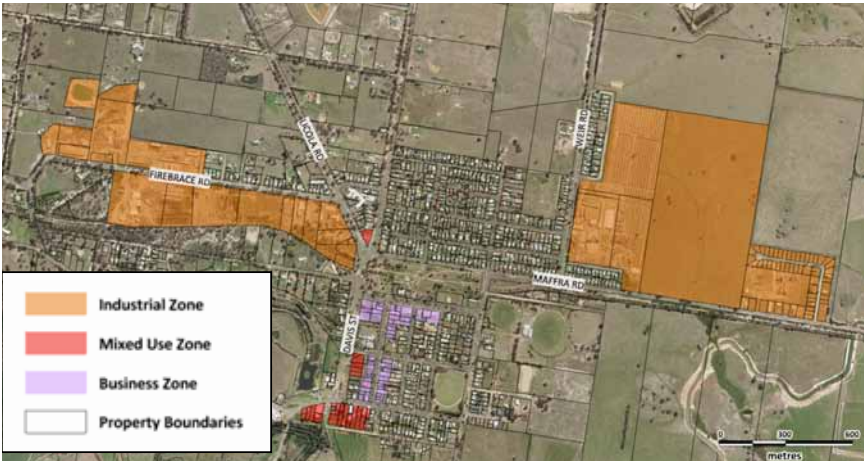 LICOLA RD
WEIR RD
FIREBRACE RD
MAFFRA RD
DAVIS ST
Industrial Zone
Mixed Use Zone
Business Zone
Property Boundaries
0 300 600
metres